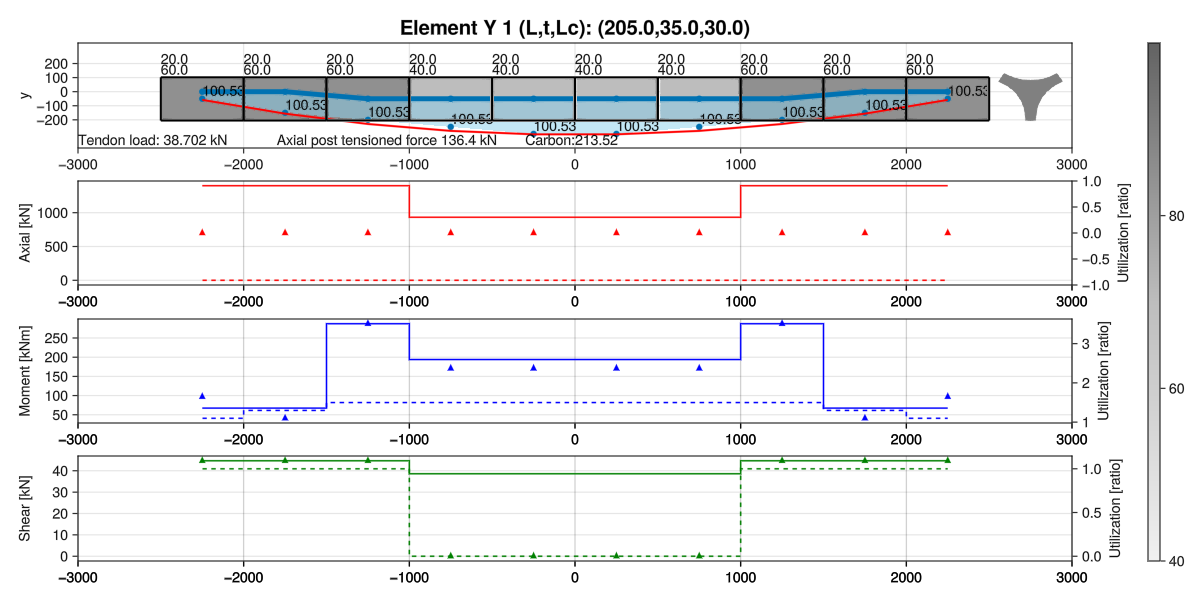 Element Y 1 (L,t,Lc): (205.0,35.0,30.0)
20.0 20.0 20.0 20.0 20.0 20.0 20.0 20.0 20.0 20.0
60.0 60.0 60.0 40.0 40.0 40.0 40.0 60.0 60.0 60.0
y
200
100
0
−100
−200
100.53 100.53 100.53 100.53 100.53 100.53 100.53 100.53 100.53 100.53
Tendon load: 38.702 kN Axial post tensioned force 136.4 kN Carbon:213.52
−3000 −2000 −1000 0 1000 2000 3000
Axial [kN]
1000
500
0
1.0
0.5
0.0
−0.5
−1.0
Utilization [ratio]
−3000 −2000 −1000 0 1000 2000 3000
Moment [kNm]
250
200
150
100
50
3
2
1
Utilization [ratio]
−3000 −2000 −1000 0 1000 2000 3000
Shear [kN]
40
30
20
10
0
1.0
0.5
0.0
Utilization [ratio]
−3000 −2000 −1000 0 1000 2000 3000
80
60
40